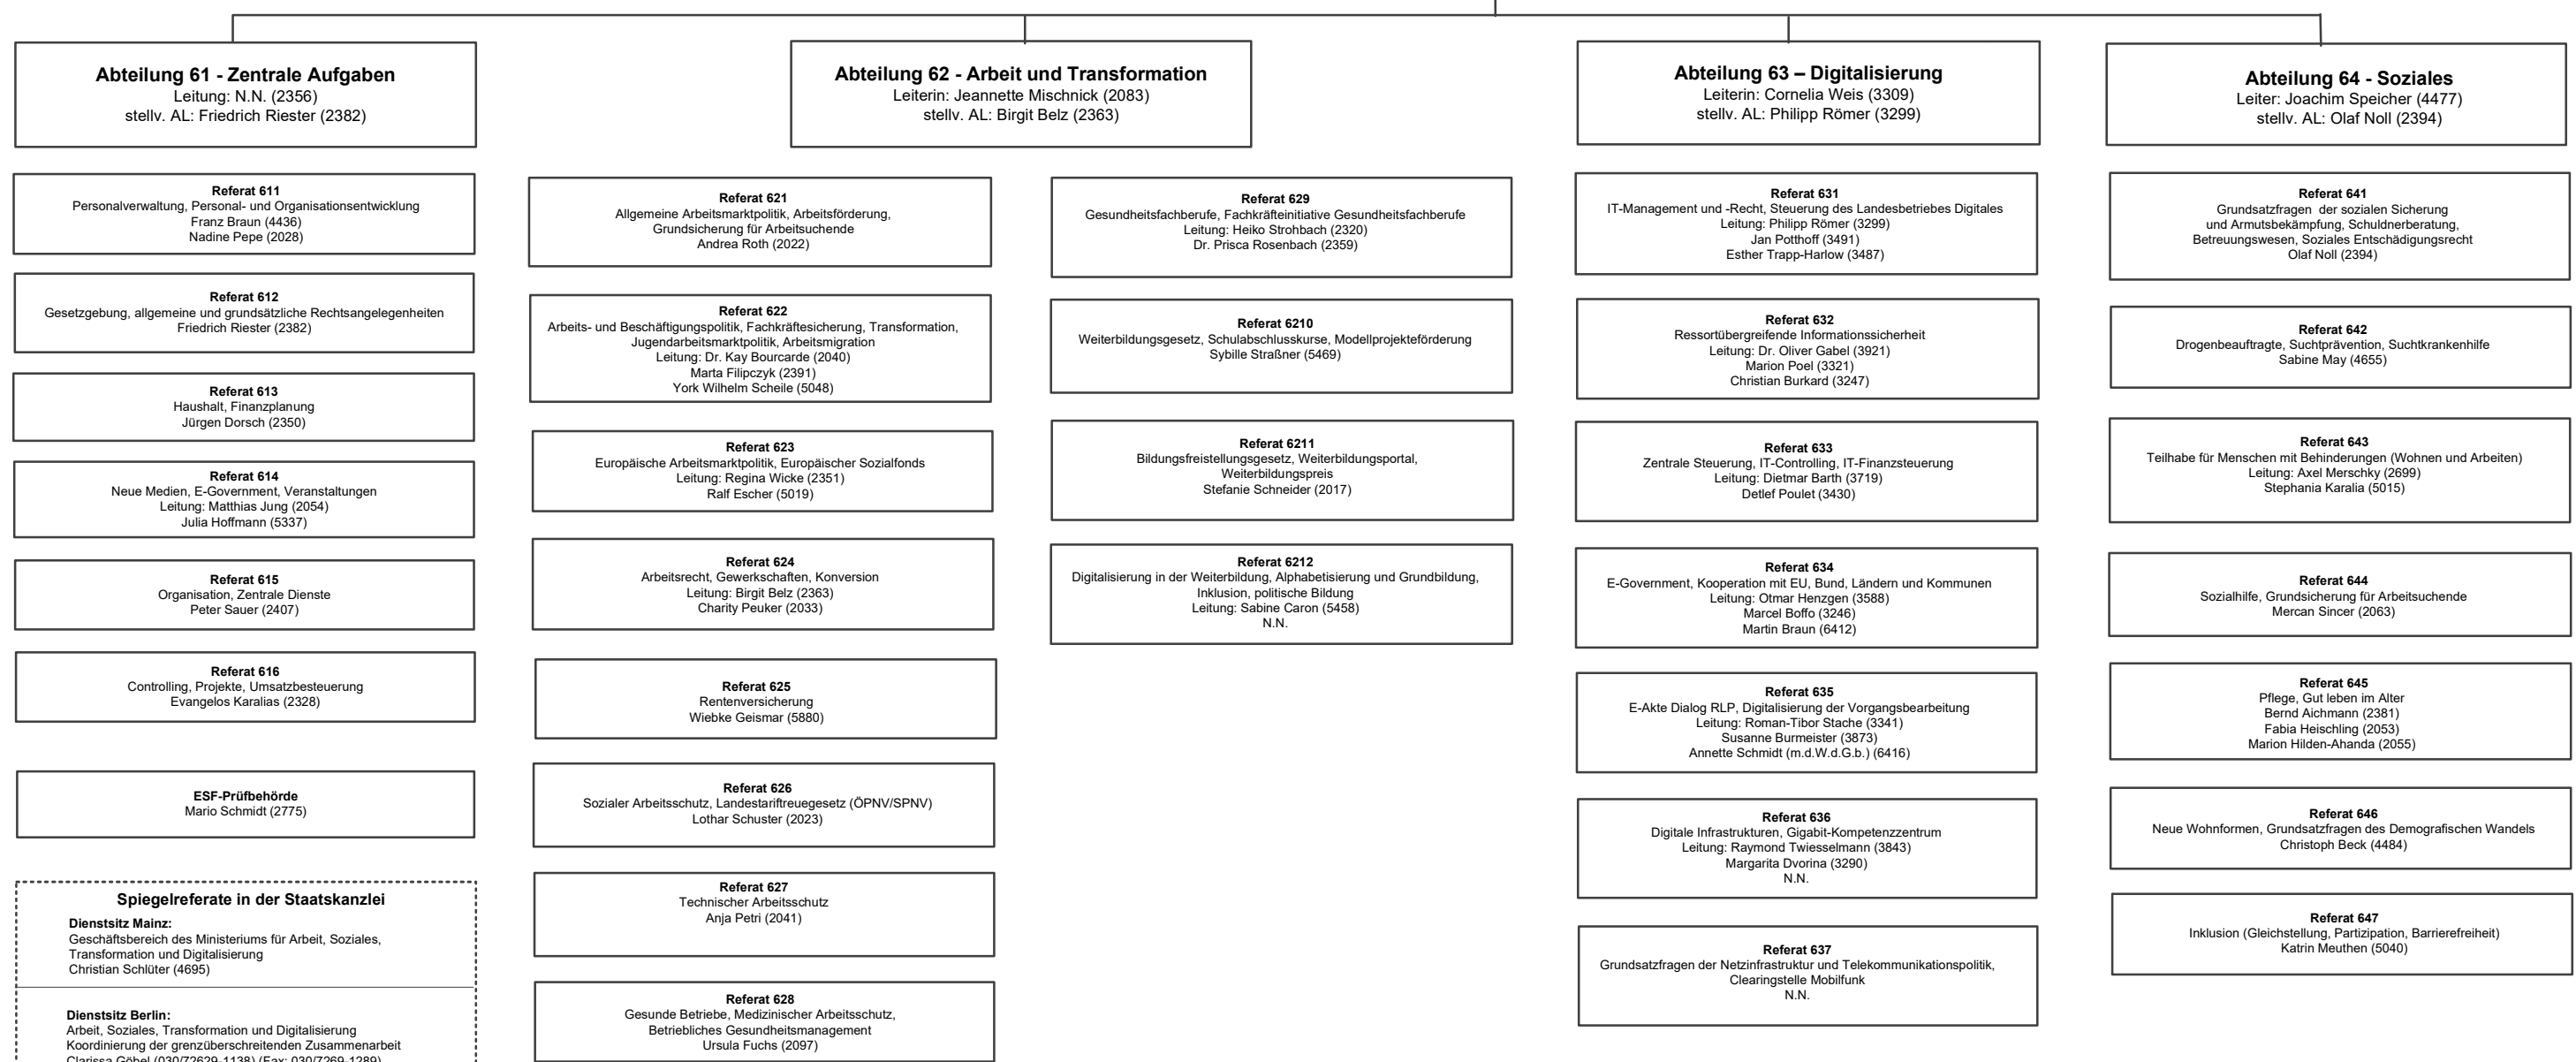 Abteilung 61 - Zentrale Aufgaben
Leitung: N.N. (2356)
stellv. AL: Friedrich Riester (2382)
Referat 611
Personalverwaltung, Personal- und Organisationsentwicklung
Franz Braun (4436)
Nadine Pepe (2028)
Referat 612
Gesetzgebung, allgemeine und grundsätzliche Rechtsangelegenheiten
Friedrich Riester (2382)
Referat 613
Haushalt, Finanzplanung
Jürgen Dorsch (2350)
Referat 614
Neue Medien, E-Government, Veranstaltungen
Leitung: Matthias Jung (2054)
Julia Hoffmann (5337)
Referat 615
Organisation, Zentrale Dienste
Peter Sauer (2407)
Referat 616
Controlling, Projekte, Umsatzbesteuerung
Evangelos Karalias (2328)
ESF-Prüfbehörde
Mario Schmidt (2775)
Spiegelreferate in der Staatskanzlei
Dienstsitz Mainz:
Geschäftsbereich des Ministeriums für Arbeit, Soziales,
Transformation und Digitalisierung
Christian Schlüter (4695)
Dienstsitz Berlin:
Arbeit, Soziales, Transformation und Digitalisierung
Koordinierung der grenzüberschreitenden Zusammenarbeit
Clarissa Göbel (030/72629-1138) (Fax: 030/7269-1289)
Abteilung 62 - Arbeit und Transformation
Leiterin: Jeannette Mischnick (2083)
stellv. AL: Birgit Belz (2363)
Referat 621
Allgemeine Arbeitsmarktpolitik, Arbeitsförderung,
Grundsicherung für Arbeitsuchende
Andrea Roth (2022)
Referat 622
Arbeits- und Beschäftigungspolitik, Fachkräftesicherung, Transformation,
Jugendarbeitsmarktpolitik, Arbeitsmigration
Leitung: Dr. Kay Bourcarde (2040)
Marta Filipczyk (2391)
York Wilhelm Scheile (5048)
Referat 623
Europäische Arbeitsmarktpolitik, Europäischer Sozialfonds
Leitung: Regina Wicke (2351)
Ralf Escher (5019)
Referat 624
Arbeitsrecht, Gewerkschaften, Konversion
Leitung: Birgit Belz (2363)
Charity Peuker (2033)
Referat 625
Rentenversicherung
Wiebke Geismar (5880)
Referat 626
Sozialer Arbeitsschutz, Landestariftreuegesetz (ÖPNV/SPNV)
Lothar Schuster (2023)
Referat 627
Technischer Arbeitsschutz
Anja Petri (2041)
Referat 628
Gesunde Betriebe, Medizinischer Arbeitsschutz,
Betriebliches Gesundheitsmanagement
Ursula Fuchs (2097)
Referat 629
Gesundheitsfachberufe, Fachkräfteinitiative Gesundheitsfachberufe
Leitung: Heiko Strohbach (2320)
Dr. Prisca Rosenbach (2359)
Referat 6210
Weiterbildungsgesetz, Schulabschlusskurse, Modellprojekteförderung
Sybille Straßner (5469)
Referat 6211
Bildungsfreistellungsgesetz, Weiterbildungsportal,
Weiterbildungspreis
Stefanie Schneider (2017)
Referat 6212
Digitalisierung in der Weiterbildung, Alphabetisierung und Grundbildung,
Inklusion, politische Bildung
Leitung: Sabine Caron (5458)
N.N.
Abteilung 63 – Digitalisierung
Leiterin: Cornelia Weis (3309)
stellv. AL: Philipp Römer (3299)
Referat 631
IT-Management und -Recht, Steuerung des Landesbetriebes Digitales
Leitung: Philipp Römer (3299)
Jan Potthoff (3491)
Esther Trapp-Harlow (3487)
Referat 632
Ressortübergreifende Informationssicherheit
Leitung: Dr. Oliver Gabel (3921)
Marion Poel (3321)
Christian Burkard (3247)
Referat 633
Zentrale Steuerung, IT-Controlling, IT-Finanzsteuerung
Leitung: Dietmar Barth (3719)
Detlef Poulet (3430)
Referat 634
E-Government, Kooperation mit EU, Bund, Ländern und Kommunen
Leitung: Otmar Henzgen (3588)
Marcel Boffo (3246)
Martin Braun (6412)
Referat 635
E-Akte Dialog RLP, Digitalisierung der Vorgangsbearbeitung
Leitung: Roman-Tibor Stache (3341)
Susanne Burmeister (3873)
Annette Schmidt (m.d.W.d.G.b.) (6416)
Referat 636
Digitale Infrastrukturen, Gigabit-Kompetenzzentrum
Leitung: Raymond Twiesselmann (3843)
Margarita Dvorina (3290)
N.N.
Referat 637
Grundsatzfragen der Netzinfrastruktur und Telekommunikationspolitik,
Clearingstelle Mobilfunk
N.N.
Abteilung 64 - Soziales
Leiter: Joachim Speicher (4477)
stellv. AL: Olaf Noll (2394)
Referat 641
Grundsatzfragen der sozialen Sicherung
und Armutsbekämpfung, Schuldnerberatung,
Betreuungswesen, Soziales Entschädigungsrecht
Olaf Noll (2394)
Referat 642
Drogenbeauftragte, Suchtprävention, Suchtkrankenhilfe
Sabine May (4655)
Referat 643
Teilhabe für Menschen mit Behinderungen (Wohnen und Arbeiten)
Leitung: Axel Merschky (2699)
Stephania Karalia (5015)
Referat 644
Sozialhilfe, Grundsicherung für Arbeitsuchende
Mercan Sincer (2063)
Referat 645
Pflege, Gut leben im Alter
Bernd Aichmann (2381)
Fabia Heischling (2053)
Marion Hilden-Ahanda (2055)
Referat 646
Neue Wohnformen, Grundsatzfragen des Demografischen Wandels
Christoph Beck (4484)
Referat 647
Inklusion (Gleichstellung, Partizipation, Barrierefreiheit)
Katrin Meuthen (5040)